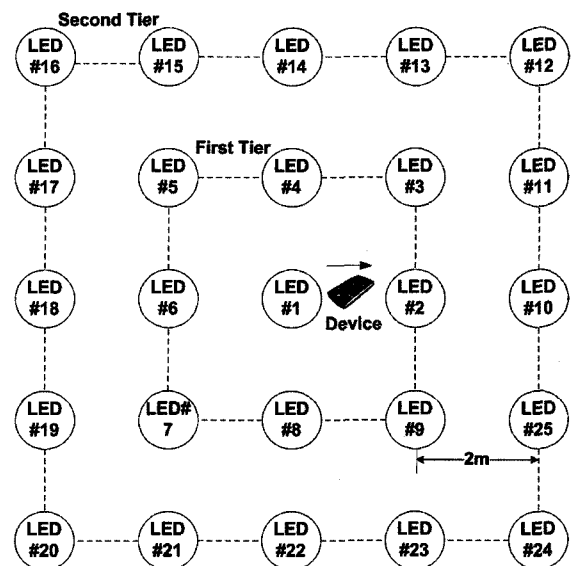 Second Tier
LED
#16
LED
#15
LED
#14
LED
#13
LED
#12
First Tier
LED
#17
LED
#5
LED
#4
LED
#3
LED
#11
LED
#18
LED
#6
LED
#1
Device
LED
#2
LED
#10
LED
#19
LED#
7
LED
#8
LED
#9
LED
#25
2m
LED
#20
LED
#21
LED
#22
LED
#23
LED
#24